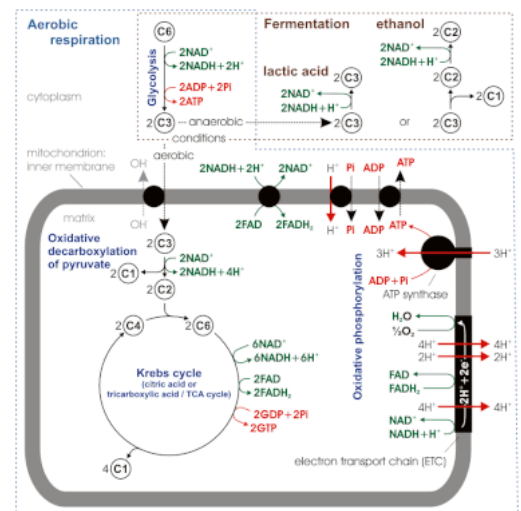 Aerobic
respiration
cytoplasm
C6
Glycolysis
2NAD⁺
2NADH+2H⁺
2ADP+2Pi
2ATP
2 C3
anaerobic
conditions
aerobic
Fermentation
ethanol
lactic acid
2 C3
2NAD⁺
2NADH+H⁺
2 C3
or
2 C2
2NAD⁺
2NADH+H⁺
2 C2
2 C1
2 C3
mitochondrion:
inner membrane
OH
matrix
OH
2NADH+2H⁺
2NAD⁺
2FAD
2FADH₂
H⁺
Pi
ADP
ATP
H⁺
Pi
ADP
ATP
Oxidative
decarboxylation
of pyruvate
2 C3
2 C1
2NAD⁺
2NADH+4H⁺
2 C2
2 C4
2 C6
Krebs cycle
(citric acid or
tricarboxylic acid / TCA cycle)
6NAD⁺
6NADH+6H⁺
2FAD
2FADH₂
2GDP+2Pi
2GTP
4 C1
Oxidative phosphorylation
3H⁺
3H⁺
ADP+Pi
ATP synthase
H₂O
½O₂
4H⁺
4H⁺
2H⁺
2H⁺
FAD
FADH₂
4H⁺
4H⁺
NAD⁺
NADH+H⁺
2H⁺+2e⁻
electron transport chain (ETC)